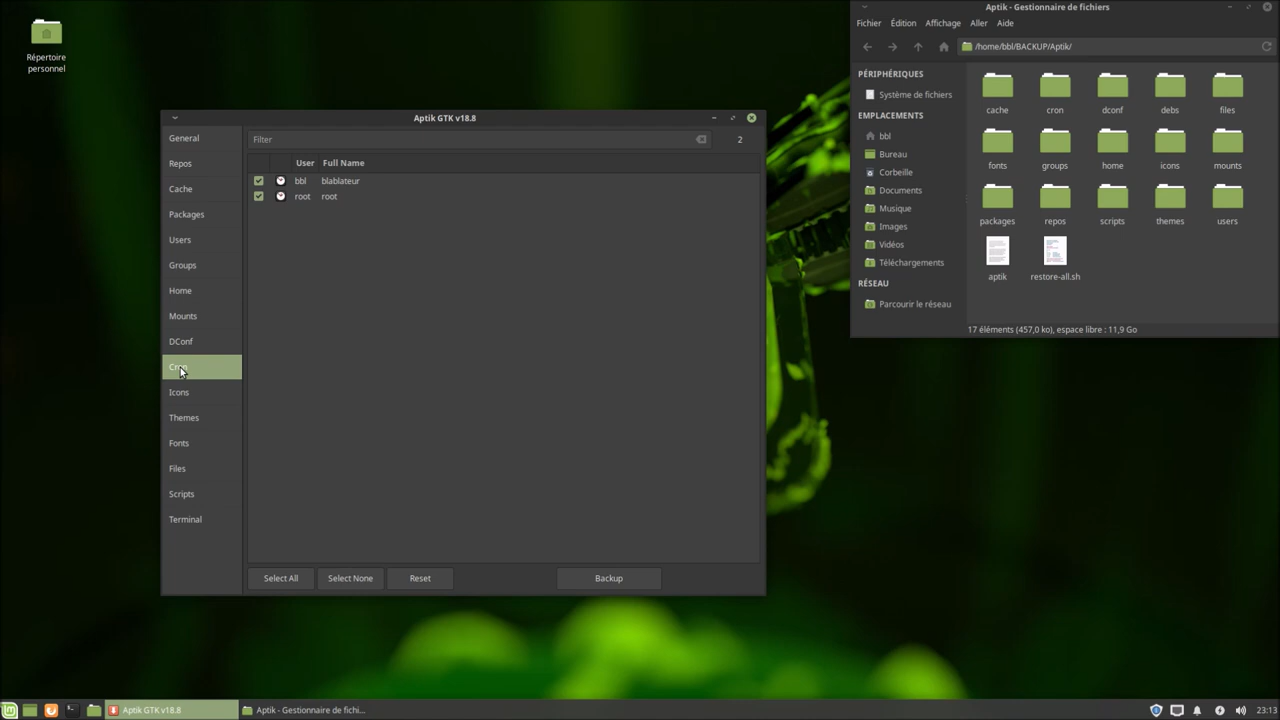 Répertoire
personnel
Aptik - Gestionnaire de fichiers
Fichier Édition Affichage Aller Aide
/home/bbl/BACKUP/Aptik/
PÉRIPHÉRIQUES
Système de fichiers
EMPLACEMENTS
bbl
Bureau
Corbeille
Documents
Musique
Images
Vidéos
Téléchargements
RÉSEAU
Parcourir le réseau
cache cron dconf debs files
fonts groups home icons mounts
packages repos scripts themes users
aptik restore-all.sh
17 éléments (457,0 ko), espace libre : 11,9 Go
Aptik GTK v18.8
General
Repos
Cache
Packages
Users
Groups
Home
Mounts
DConf
Cron
Icons
Themes
Fonts
Files
Scripts
Terminal
Filter 2
User Full Name
bbl blablateur
root root
Select All Select None Reset Backup
Aptik GTK v18.8 Aptik - Gestionnaire de fichi... 23:13